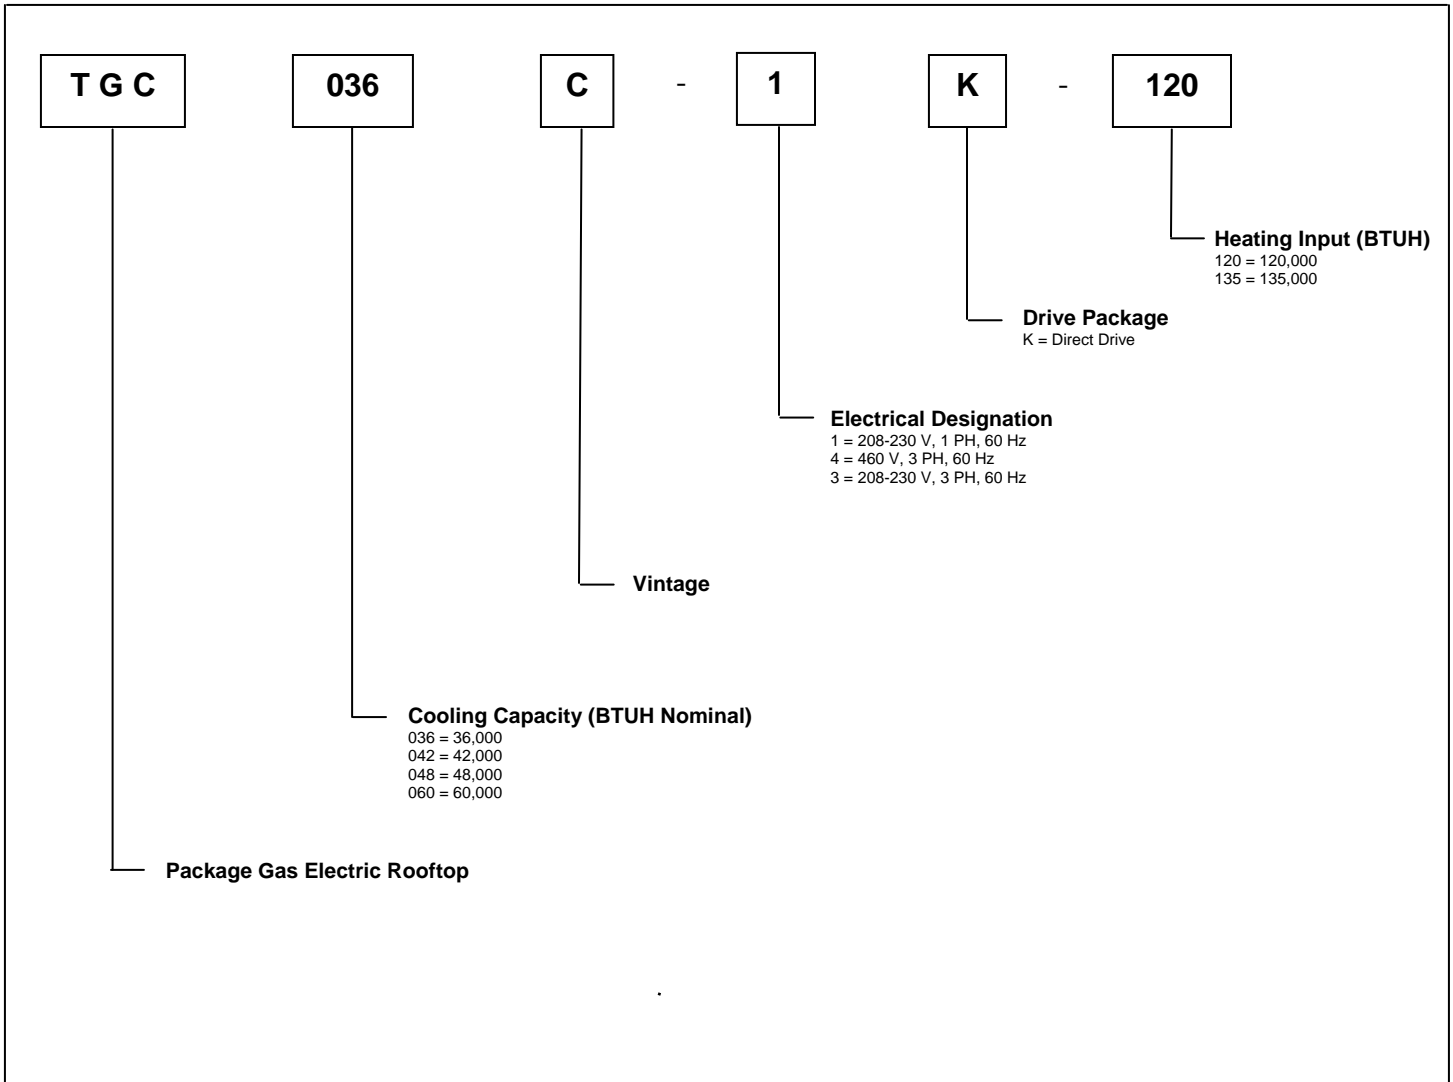 T G C 036 C - 1 K - 120
Heating Input (BTUH)
120 = 120,000
135 = 135,000
Drive Package
K = Direct Drive
Electrical Designation
1 = 208-230 V, 1 PH, 60 Hz
4 = 460 V, 3 PH, 60 Hz
3 = 208-230 V, 3 PH, 60 Hz
Vintage
Cooling Capacity (BTUH Nominal)
036 = 36,000
042 = 42,000
048 = 48,000
060 = 60,000
Package Gas Electric Rooftop